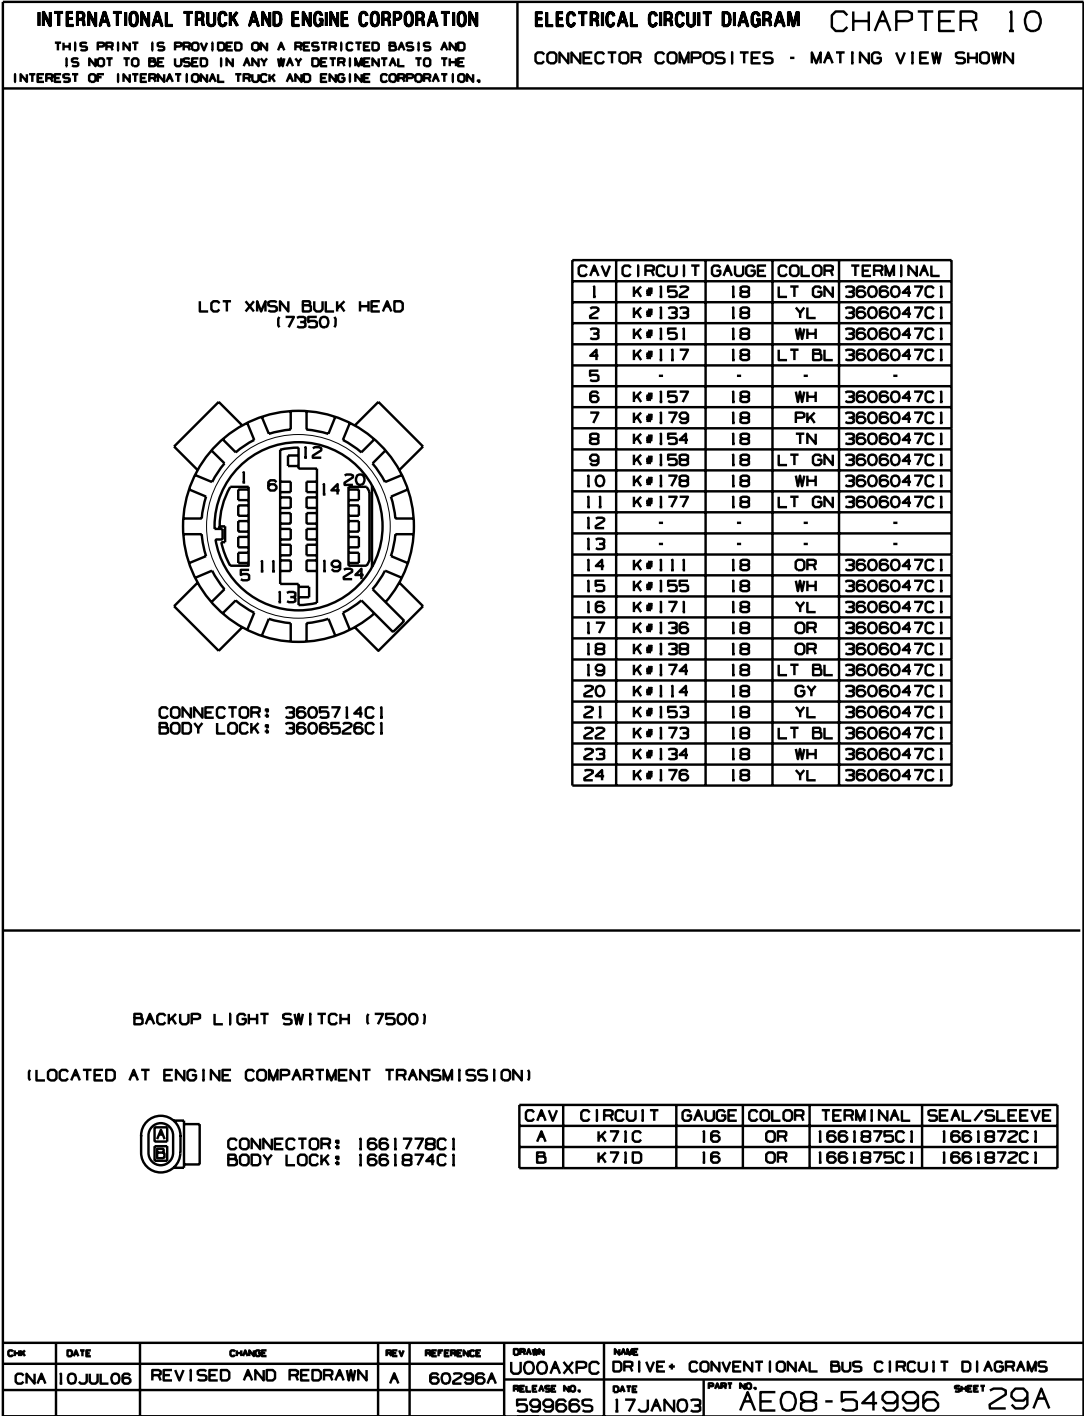 INTERNATIONAL TRUCK AND ENGINE CORPORATION
THIS PRINT IS PROVIDED ON A RESTRICTED BASIS AND
IS NOT TO BE USED IN ANY WAY DETRIMENTAL TO THE
INTEREST OF INTERNATIONAL TRUCK AND ENGINE CORPORATION.
ELECTRICAL CIRCUIT DIAGRAM CHAPTER 10
CONNECTOR COMPOSITES - MATING VIEW SHOWN
LCT XMSN BULK HEAD
(7350)
12
1 6 14 20
5 11 19 24
13
CONNECTOR: 3605714C1
BODY LOCK: 3606526C1
CAV CIRCUIT GAUGE COLOR TERMINAL
1 K#152 18 LT GN 3606047C1
2 K#133 18 YL 3606047C1
3 K#151 18 WH 3606047C1
4 K#117 18 LT BL 3606047C1
5 - - - -
6 K#157 18 WH 3606047C1
7 K#179 18 PK 3606047C1
8 K#154 18 TN 3606047C1
9 K#158 18 LT GN 3606047C1
10 K#178 18 WH 3606047C1
11 K#177 18 LT GN 3606047C1
12 - - - -
13 - - - -
14 K#111 18 OR 3606047C1
15 K#155 18 WH 3606047C1
16 K#171 18 YL 3606047C1
17 K#136 18 OR 3606047C1
18 K#138 18 OR 3606047C1
19 K#174 18 LT BL 3606047C1
20 K#114 18 GY 3606047C1
21 K#153 18 YL 3606047C1
22 K#173 18 LT BL 3606047C1
23 K#134 18 WH 3606047C1
24 K#176 18 YL 3606047C1
BACKUP LIGHT SWITCH (7500)
(LOCATED AT ENGINE COMPARTMENT TRANSMISSION)
A
B
CONNECTOR: 1661778C1
BODY LOCK: 1661874C1
CAV CIRCUIT GAUGE COLOR TERMINAL SEAL/SLEEVE
A K71C 16 OR 1661875C1 1661872C1
B K71D 16 OR 1661875C1 1661872C1
CHK DATE CHANGE REV REFERENCE
CNA 10JUL06 REVISED AND REDRAWN A 60296A
DRAWN U00AXPC
NAME DRIVE+ CONVENTIONAL BUS CIRCUIT DIAGRAMS
RELEASE NO. 59966S
DATE 17JAN03
PART NO. AE08-54996 SHEET 29A